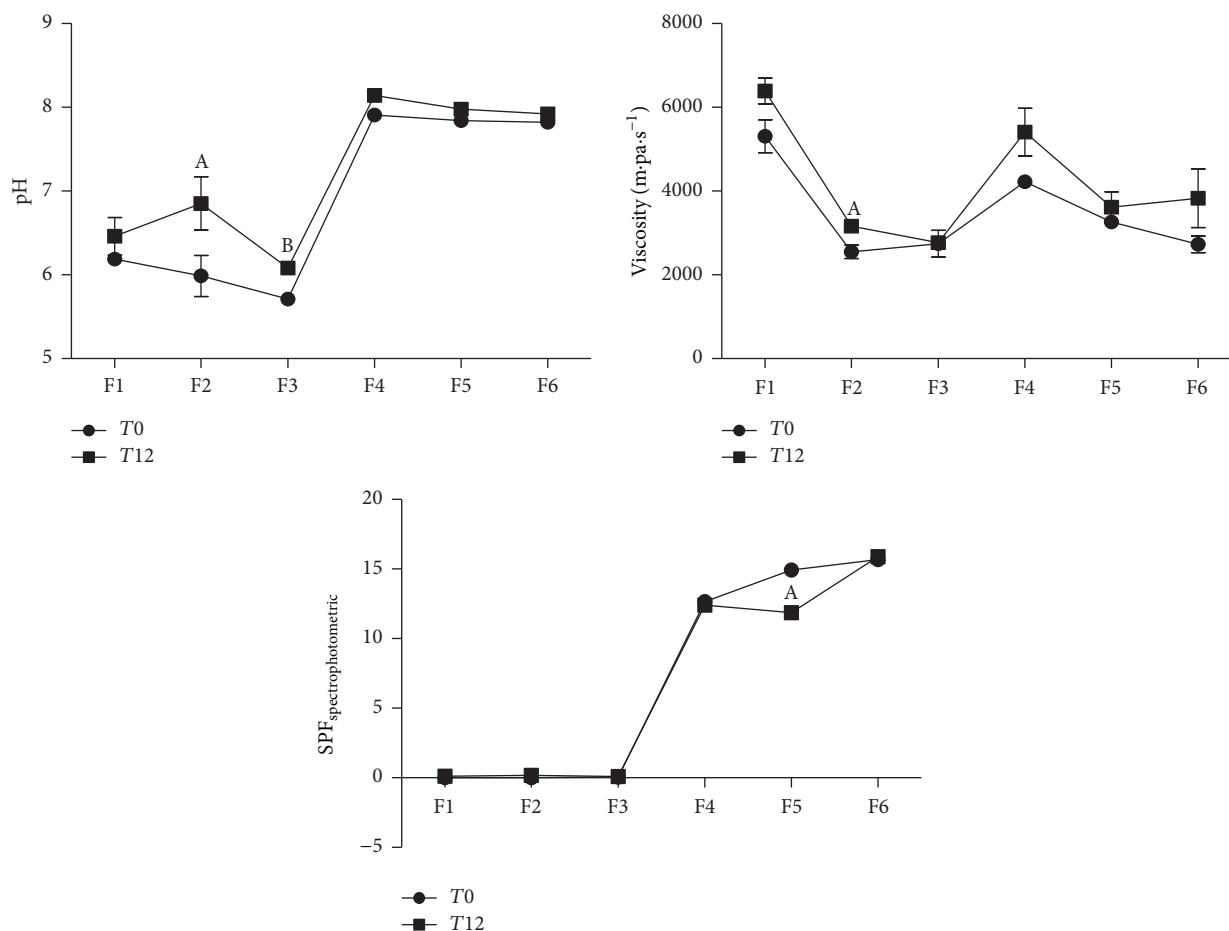 9
8
7
6
5
pH
A
B
F1 F2 F3 F4 F5 F6
T0
T12
8000
6000
4000
2000
0
Viscosity (m·pa·s⁻¹)
A
F1 F2 F3 F4 F5 F6
T0
T12
20
15
10
5
0
−5
SPFspectrophotometric
A
F1 F2 F3 F4 F5 F6
T0
T12